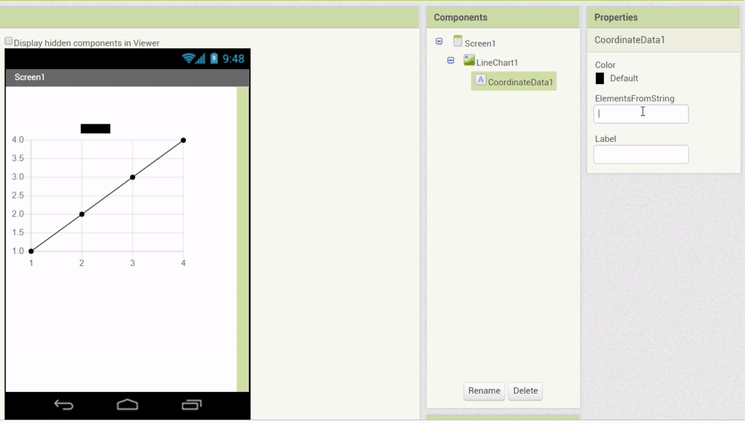 Components
Properties
Display hidden components in Viewer
9:48
Screen1
4.0
3.5
3.0
2.5
2.0
1.5
1.0
1 2 3 4
Screen1
LineChart1
A CoordinateData1
Rename Delete
CoordinateData1
Color
Default
ElementsFromString
Label